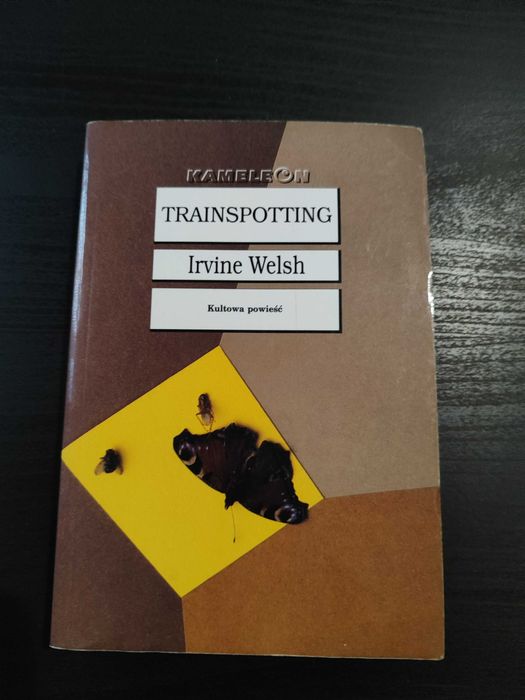 KAMELEON
TRAINSPOTTING
Irvine Welsh
Kultowa powieść